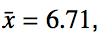 x̄ = 6.71,